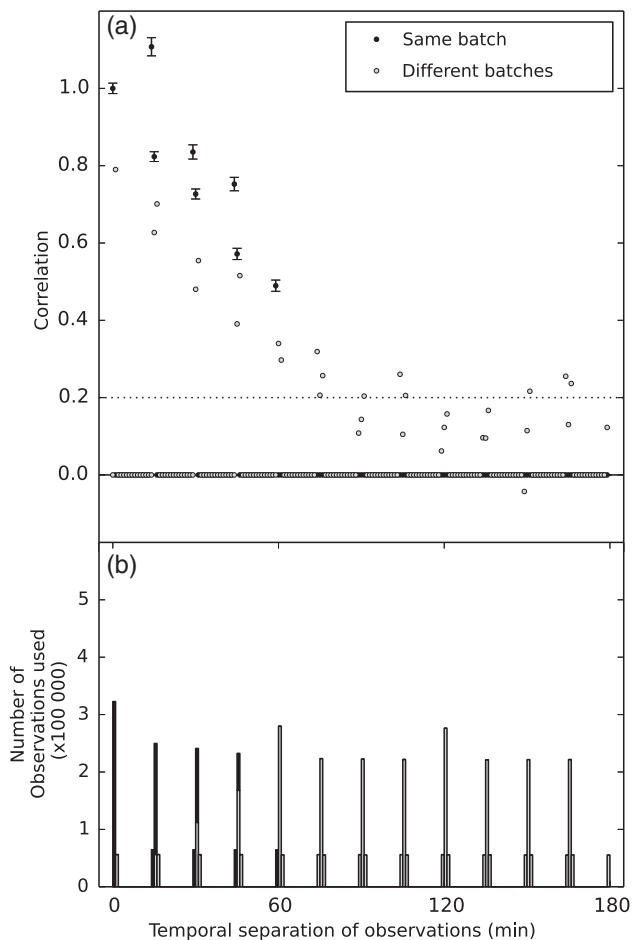 (a)
Same batch
Different batches
1.0
0.8
0.6
0.4
0.2
0.0
Correlation
(b)
5
4
3
2
1
0
Number of
Observations used
(x100 000)
0 60 120 180
Temporal separation of observations (min)